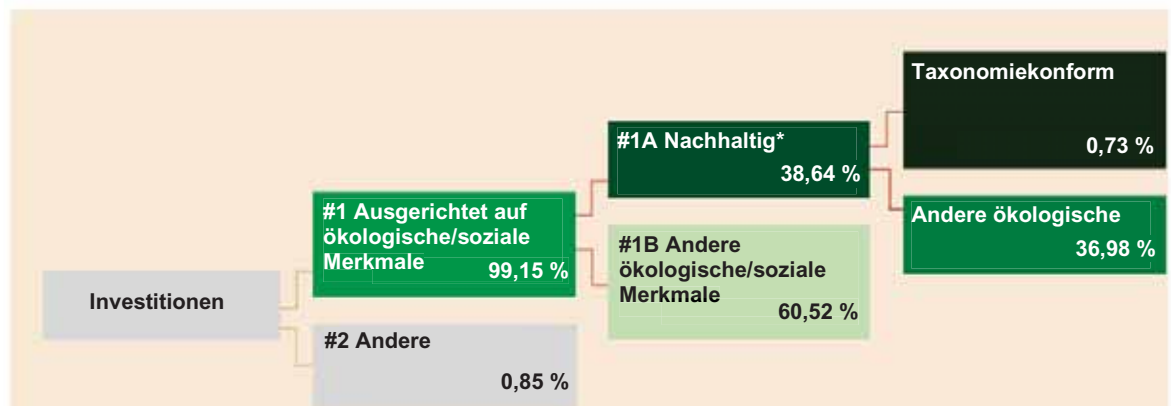 Taxonomiekonform
0,73 %
#1A Nachhaltig*
38,64 %
Andere ökologische
36,98 %
#1 Ausgerichtet auf
ökologische/soziale
Merkmale
99,15 %
#1B Andere
ökologische/soziale
Merkmale
60,52 %
Investitionen
#2 Andere
0,85 %